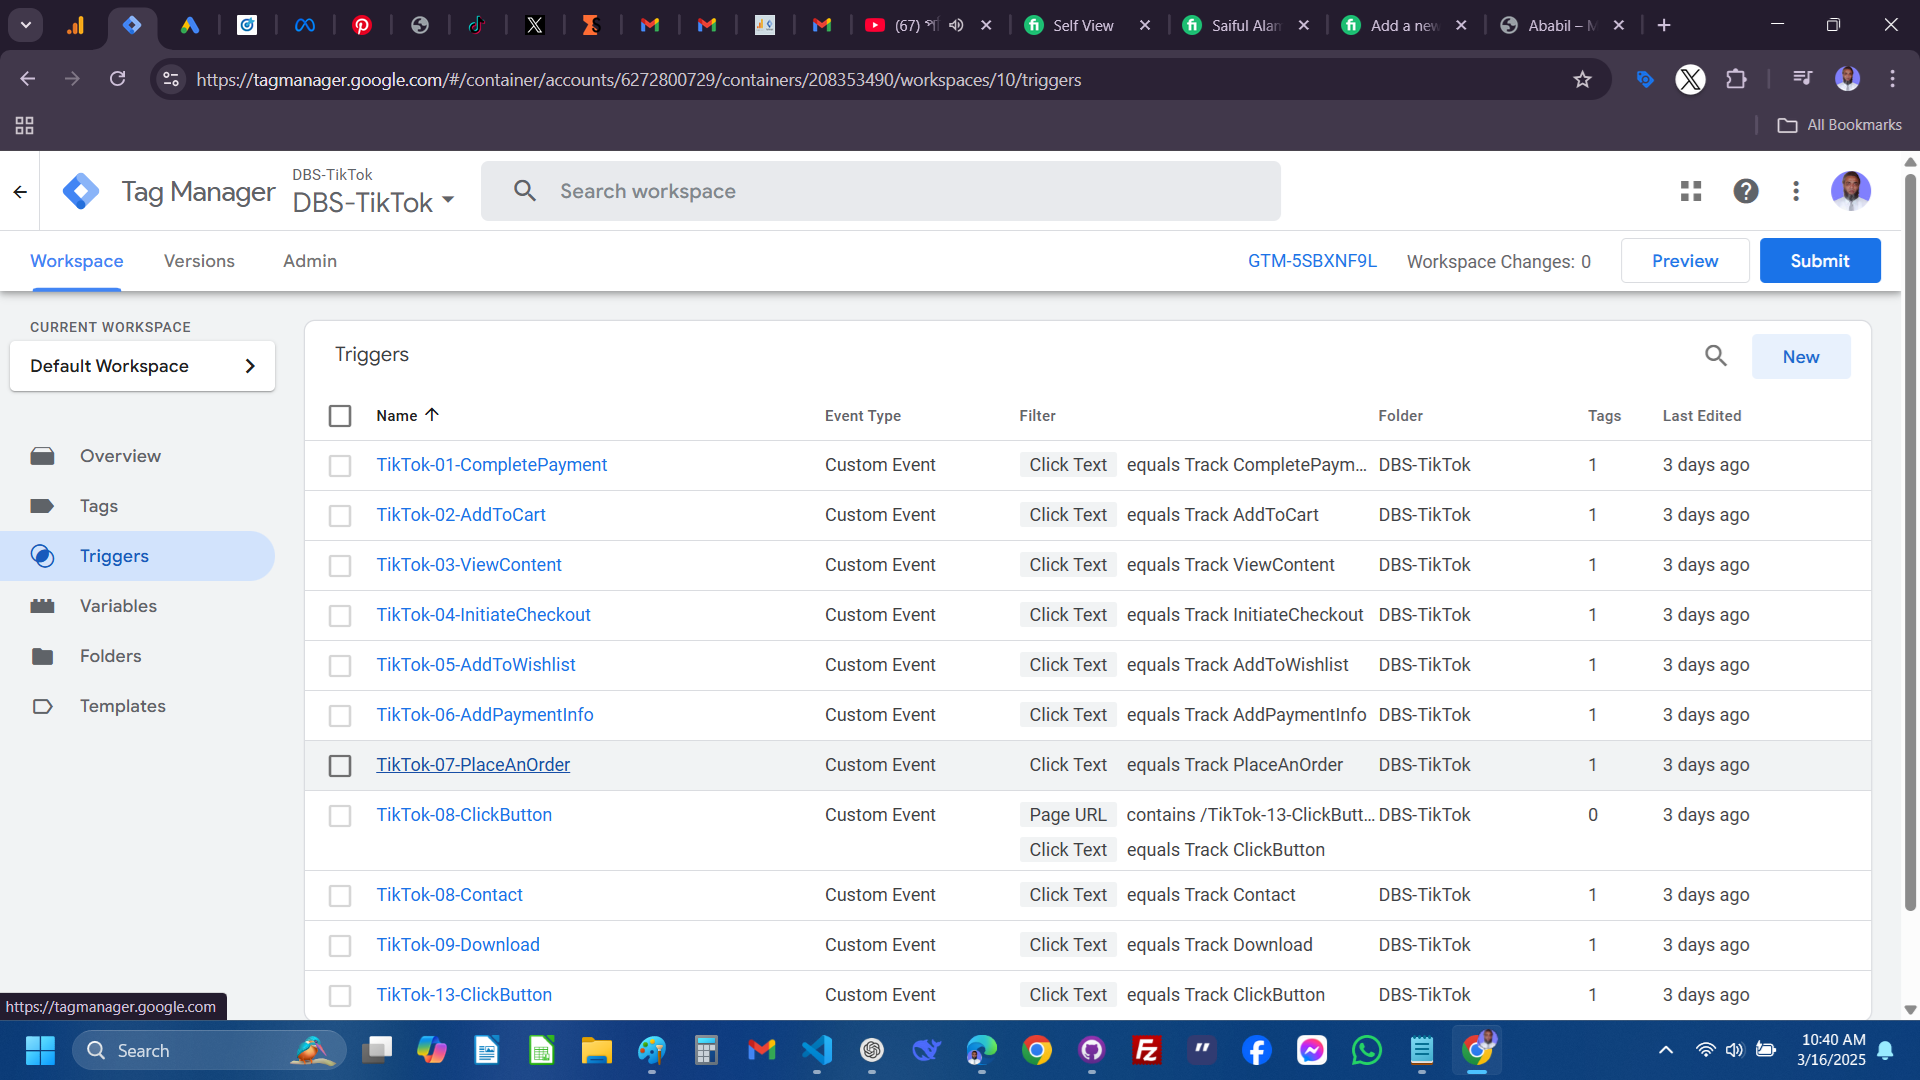 (67)
Self View
Saiful Alam
Add a new
Ababil – M
https://tagmanager.google.com/#/container/accounts/6272800729/containers/208353490/workspaces/10/triggers
All Bookmarks
Tag Manager
DBS-TikTok
DBS-TikTok
Search workspace
Workspace
Versions
Admin
GTM-5SBXNF9L
Workspace Changes: 0
Preview
Submit
CURRENT WORKSPACE
Default Workspace
Overview
Tags
Triggers
Variables
Folders
Templates
Triggers
New
Name Event Type Filter Folder Tags Last Edited
TikTok-01-CompletePayment Custom Event Click Text equals Track CompletePaym... DBS-TikTok 1 3 days ago
TikTok-02-AddToCart Custom Event Click Text equals Track AddToCart DBS-TikTok 1 3 days ago
TikTok-03-ViewContent Custom Event Click Text equals Track ViewContent DBS-TikTok 1 3 days ago
TikTok-04-InitiateCheckout Custom Event Click Text equals Track InitiateCheckout DBS-TikTok 1 3 days ago
TikTok-05-AddToWishlist Custom Event Click Text equals Track AddToWishlist DBS-TikTok 1 3 days ago
TikTok-06-AddPaymentInfo Custom Event Click Text equals Track AddPaymentInfo DBS-TikTok 1 3 days ago
TikTok-07-PlaceAnOrder Custom Event Click Text equals Track PlaceAnOrder DBS-TikTok 1 3 days ago
TikTok-08-ClickButton Custom Event Page URL contains /TikTok-13-ClickButt... DBS-TikTok 0 3 days ago
Click Text equals Track ClickButton
TikTok-08-Contact Custom Event Click Text equals Track Contact DBS-TikTok 1 3 days ago
TikTok-09-Download Custom Event Click Text equals Track Download DBS-TikTok 1 3 days ago
TikTok-13-ClickButton Custom Event Click Text equals Track ClickButton DBS-TikTok 1 3 days ago
https://tagmanager.google.com
Search
10:40 AM
3/16/2025